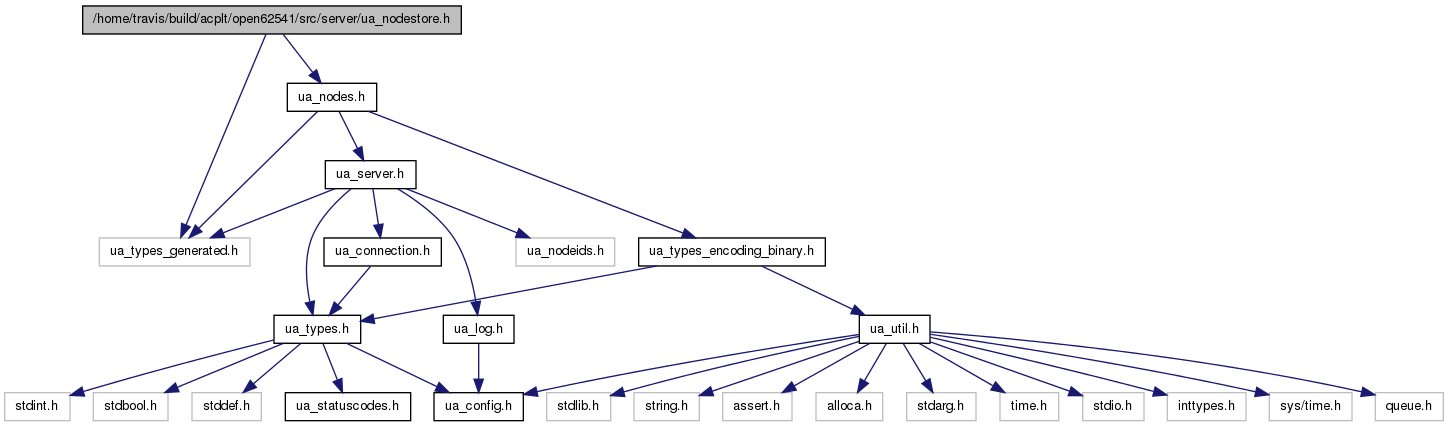 /home/travis/build/acplt/open62541/src/server/ua_nodestore.h
ua_nodes.h
ua_server.h
ua_types_generated.h
ua_connection.h
ua_nodeids.h
ua_types_encoding_binary.h
ua_types.h
ua_log.h
ua_util.h
stdint.h
stdbool.h
stddef.h
ua_statuscodes.h
ua_config.h
stdlib.h
string.h
assert.h
alloca.h
stdarg.h
time.h
stdio.h
inttypes.h
sys/time.h
queue.h